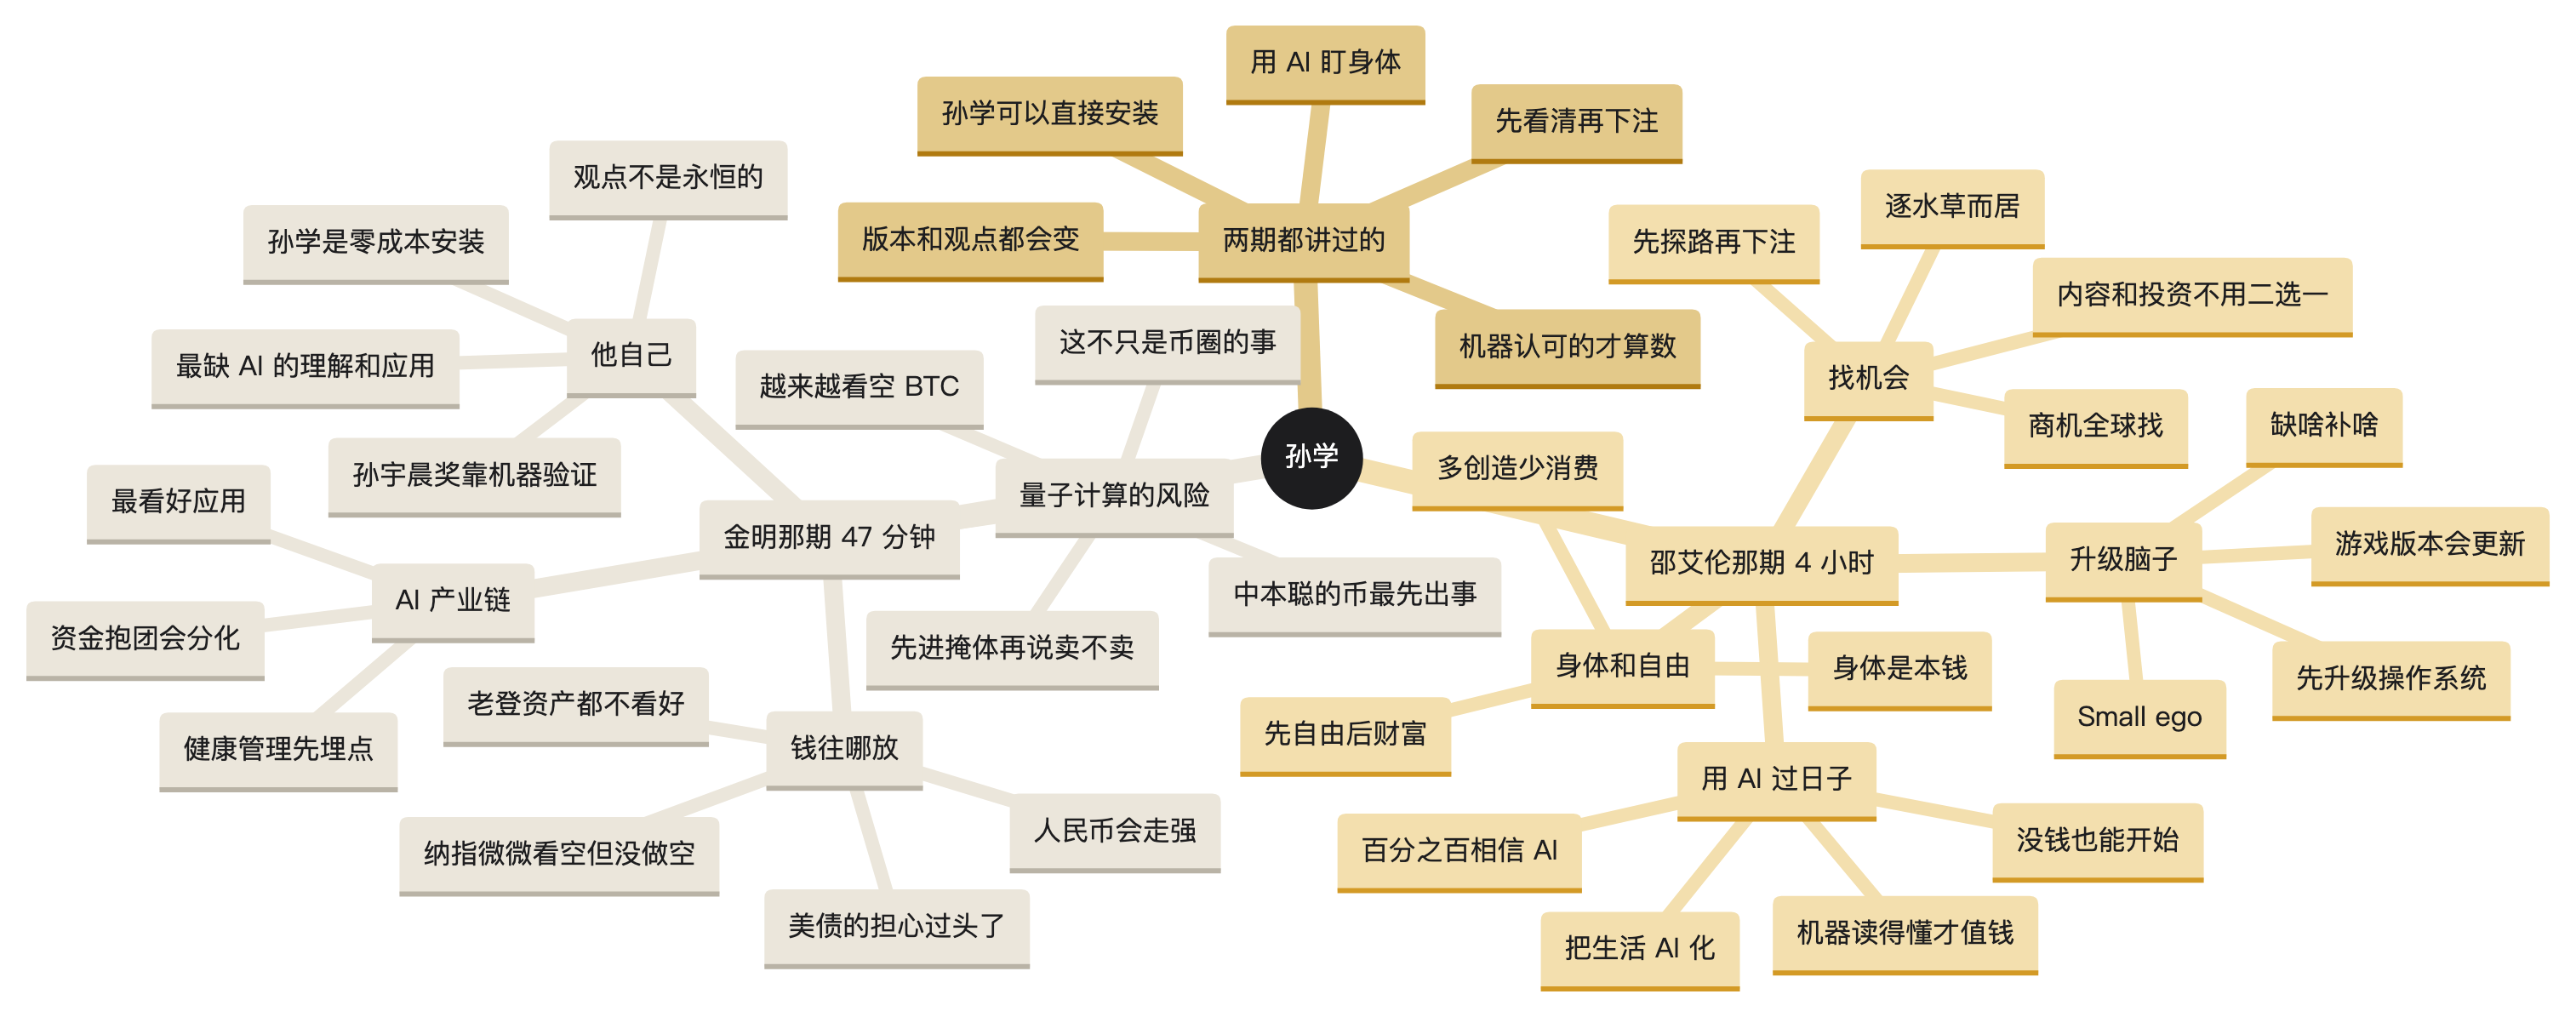 孙学
两期都讲过的
孙学可以直接安装
用 AI 盯身体
先看清再下注
版本和观点都会变
机器认可的才算数
金明那期 47 分钟
他自己
观点不是永恒的
孙学是零成本安装
最缺 AI 的理解和应用
孙宇晨奖靠机器验证
量子计算的风险
这不只是币圈的事
越来越看空 BTC
中本聪的币最先出事
先进掩体再说卖不卖
AI 产业链
最看好应用
资金抱团会分化
健康管理先埋点
钱往哪放
老登资产都不看好
纳指微微看空但没做空
美债的担心过头了
人民币会走强
邵艾伦那期 4 小时
找机会
先探路再下注
逐水草而居
内容和投资不用二选一
商机全球找
升级脑子
缺啥补啥
游戏版本会更新
先升级操作系统
Small ego
身体和自由
多创造少消费
身体是本钱
先自由后财富
用 AI 过日子
百分之百相信 AI
把生活 AI 化
机器读得懂才值钱
没钱也能开始